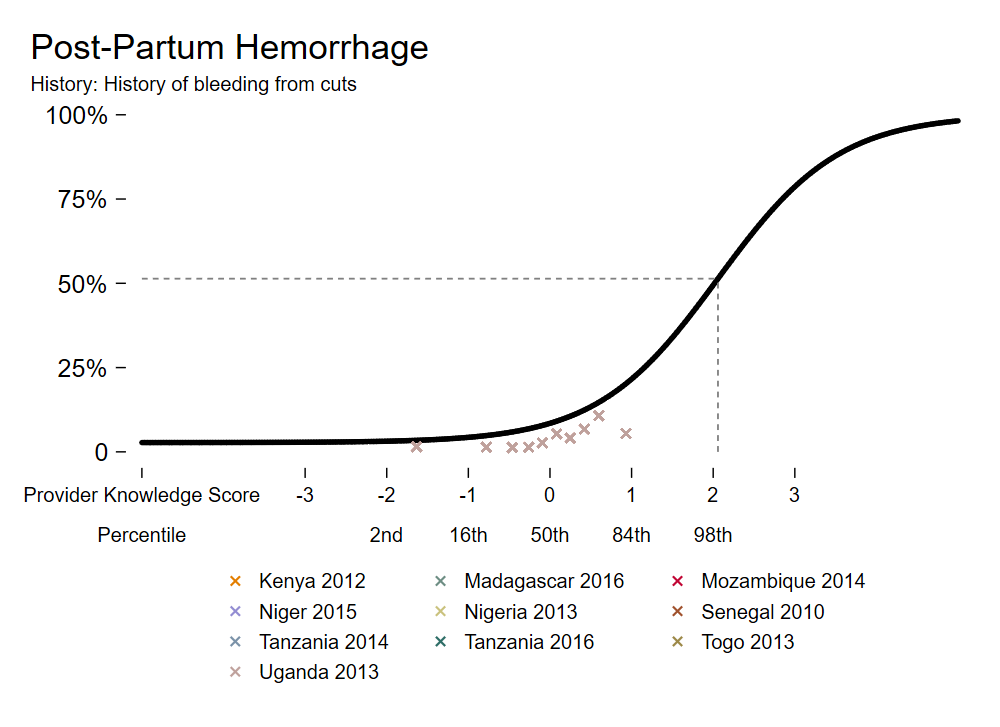 Post-Partum Hemorrhage
History: History of bleeding from cuts
100%
75%
50%
25%
0
Provider Knowledge Score -3 -2 -1 0 1 2 3
Percentile 2nd 16th 50th 84th 98th
Kenya 2012 Madagascar 2016 Mozambique 2014
Niger 2015 Nigeria 2013 Senegal 2010
Tanzania 2014 Tanzania 2016 Togo 2013
Uganda 2013